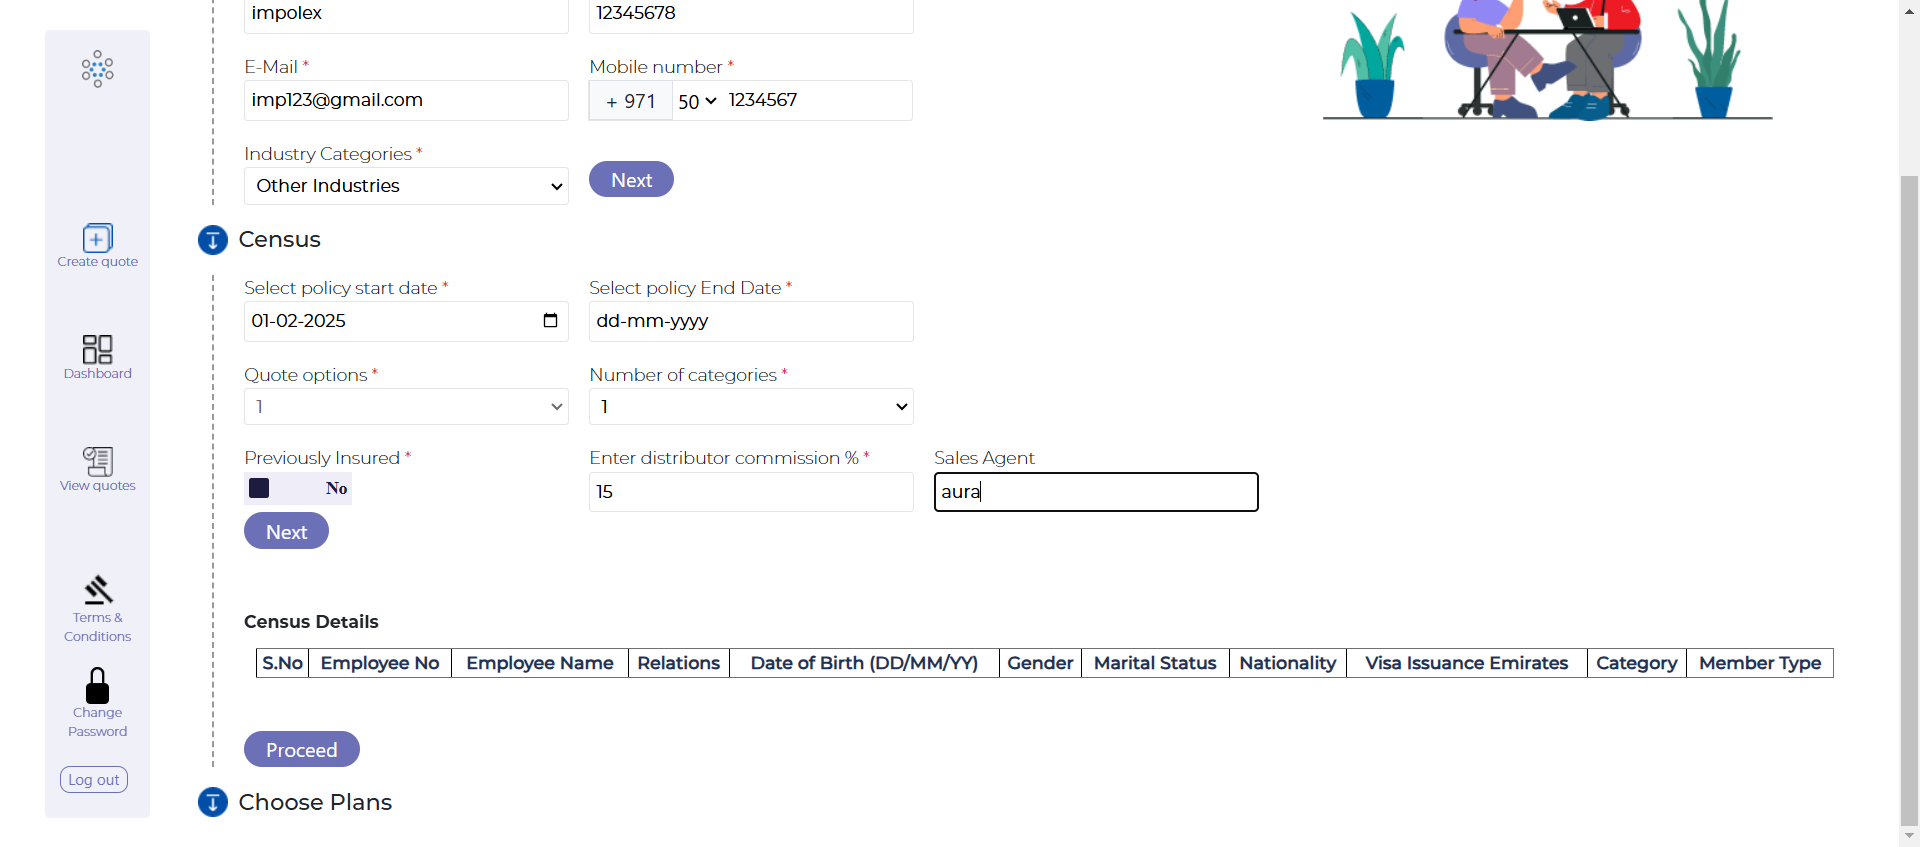 impolex 12345678
E-Mail * Mobile number *
imp123@gmail.com + 971 50 1234567
Industry Categories *
Other Industries Next
Census
Select policy start date * Select policy End Date *
01-02-2025 dd-mm-yyyy
Quote options * Number of categories *
1 1
Previously Insured * Enter distributor commission % * Sales Agent
No 15 aura
Next
Census Details
S.No Employee No Employee Name Relations Date of Birth (DD/MM/YY) Gender Marital Status Nationality Visa Issuance Emirates Category Member Type
Proceed
Choose Plans
Create quote
Dashboard
View quotes
Terms &
Conditions
Change
Password
Log out